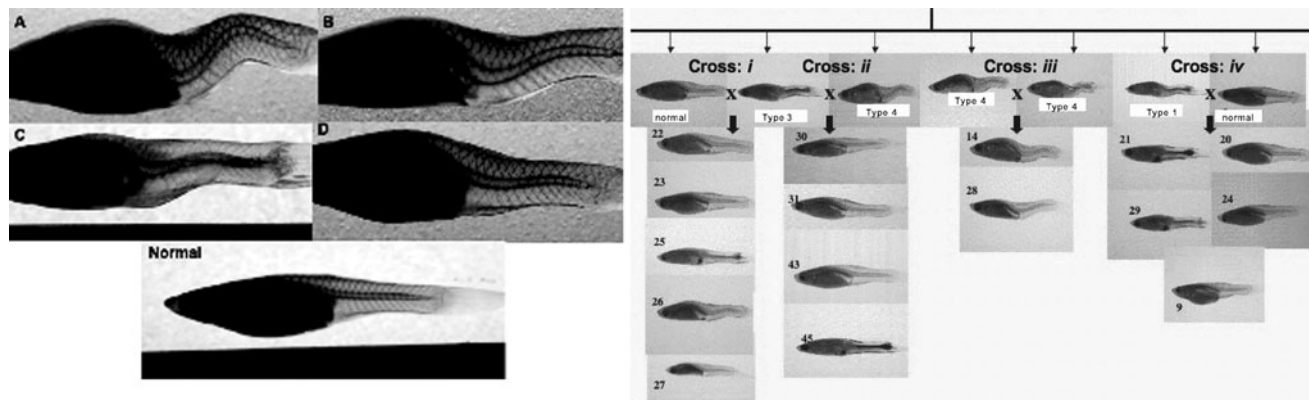 A
B
C
D
Normal
Cross: i
Cross: ii
Cross: iii
Cross: iv
X
X
X
X
normal
Type 3
Type 4
Type 4
Type 4
Type 1
normal
22
23
25
26
27
30
31
43
45
14
28
21
29
20
24
9